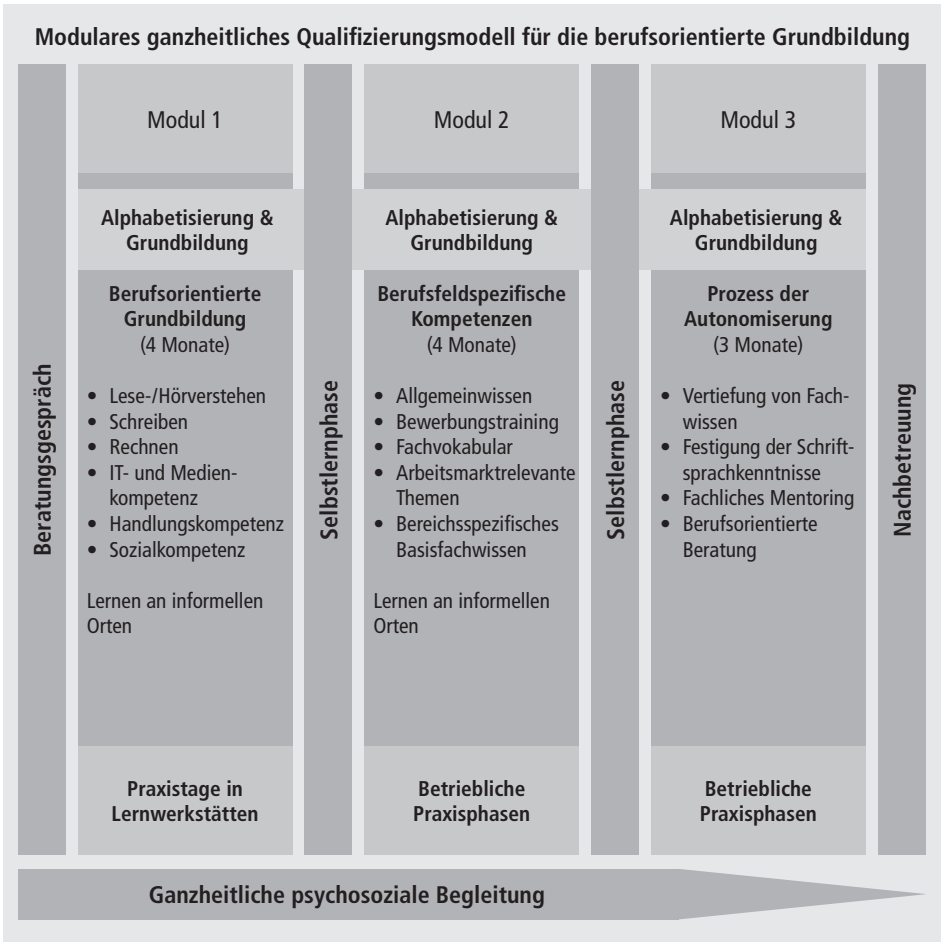 Modulares ganzheitliches Qualifizierungsmodell für die berufsorientierte Grundbildung
Beratungsgespräch
Modul 1
Alphabetisierung &
Grundbildung
Berufsorientierte
Grundbildung
(4 Monate)
• Lese-/Hörverstehen
• Schreiben
• Rechnen
• IT- und Medien-
kompetenz
• Handlungskompetenz
• Sozialkompetenz
Lernen an informellen
Orten
Praxistage in
Lernwerkstätten
Selbstlernphase
Modul 2
Alphabetisierung &
Grundbildung
Berufsfeldspezifische
Kompetenzen
(4 Monate)
• Allgemeinwissen
• Bewerbungstraining
• Fachvokabular
• Arbeitsmarktrelevante
Themen
• Bereichsspezifisches
Basisfachwissen
Lernen an informellen
Orten
Betriebliche
Praxisphasen
Selbstlernphase
Modul 3
Alphabetisierung &
Grundbildung
Prozess der
Autonomiserung
(3 Monate)
• Vertiefung von Fach-
wissen
• Festigung der Schrift-
sprachkenntnisse
• Fachliches Mentoring
• Berufsorientierte
Beratung
Betriebliche
Praxisphasen
Nachbetreuung
Ganzheitliche psychosoziale Begleitung